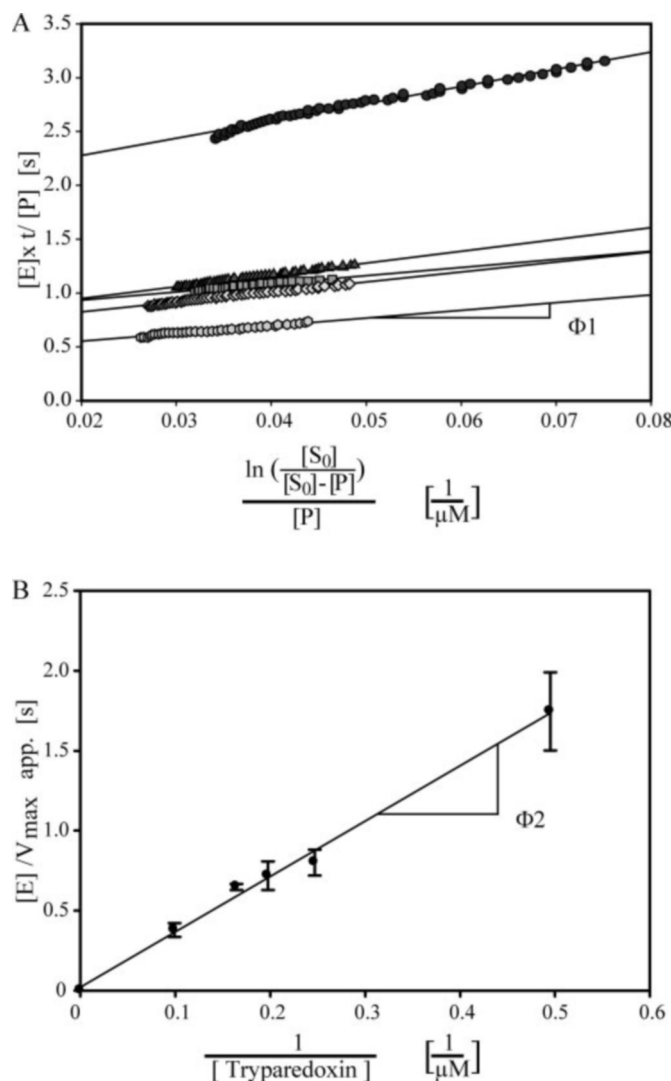 A
3.5
3.0
2.5
2.0
1.5
1.0
0.5
0.0
[E]x t/ [P] [s]
Φ1
0.02 0.03 0.04 0.05 0.06 0.07 0.08
ln ([S₀]/[S₀]-[P])
[P]
[1/μM]
B
2.5
2.0
1.5
1.0
0.5
0
[E] /Vmax app. [s]
Φ2
0 0.1 0.2 0.3 0.4 0.5 0.6
1
[ Tryparedoxin ]
[1/μM]